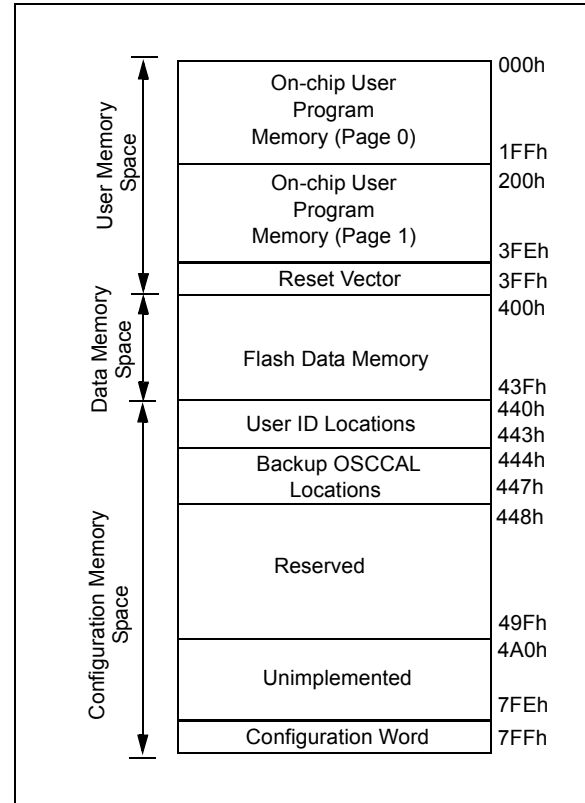 User Memory
Space
On-chip User
Program
Memory (Page 0)
000h
1FFh
On-chip User
Program
Memory (Page 1)
200h
3FEh
Reset Vector
3FFh
Data Memory
Space
Flash Data Memory
400h
43Fh
Configuration Memory
Space
User ID Locations
440h
443h
Backup OSCCAL
Locations
444h
447h
Reserved
448h
49Fh
Unimplemented
4A0h
7FEh
Configuration Word
7FFh